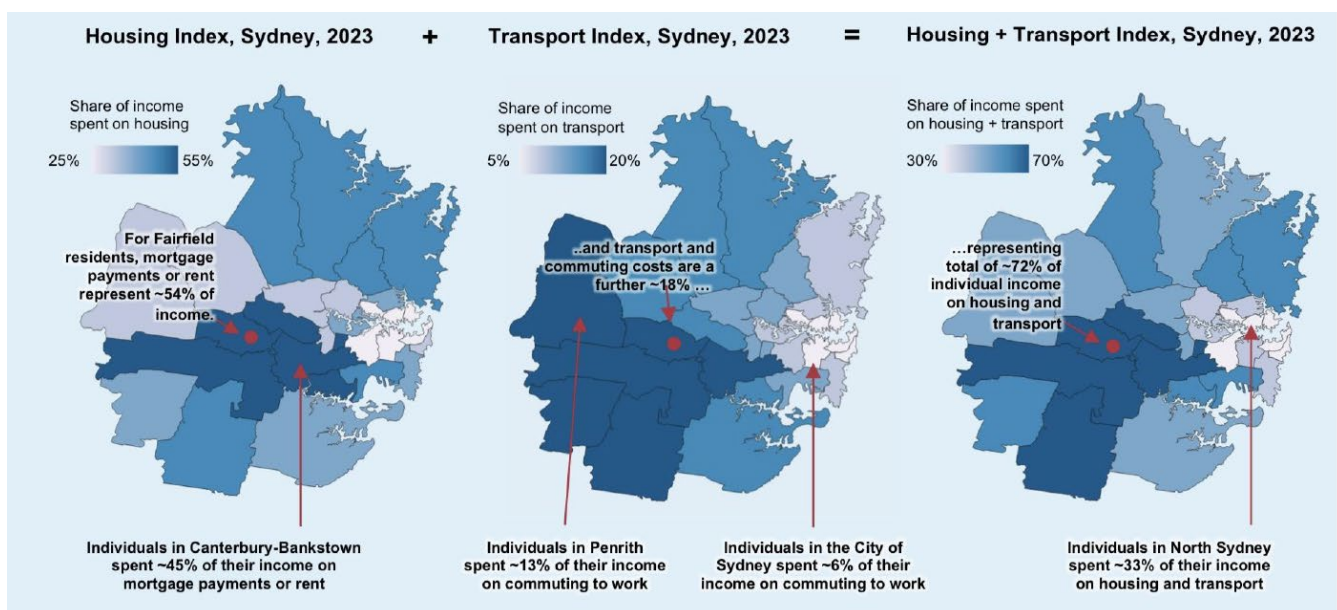 Housing Index, Sydney, 2023 + Transport Index, Sydney, 2023 = Housing + Transport Index, Sydney, 2023
Share of income
spent on housing
25% 55%
For Fairfield
residents, mortgage
payments or rent
represent ~54% of
income.
Individuals in Canterbury-Bankstown
spent ~45% of their income on
mortgage payments or rent
Share of income
spent on transport
5% 20%
..and transport and
commuting costs are a
further ~18% ...
Individuals in Penrith
spent ~13% of their income
on commuting to work
Individuals in the City of
Sydney spent ~6% of their
income on commuting to work
Share of income spent
on housing + transport
30% 70%
...representing
total of ~72% of
individual income
on housing and
transport
Individuals in North Sydney
spent ~33% of their income
on housing and transport